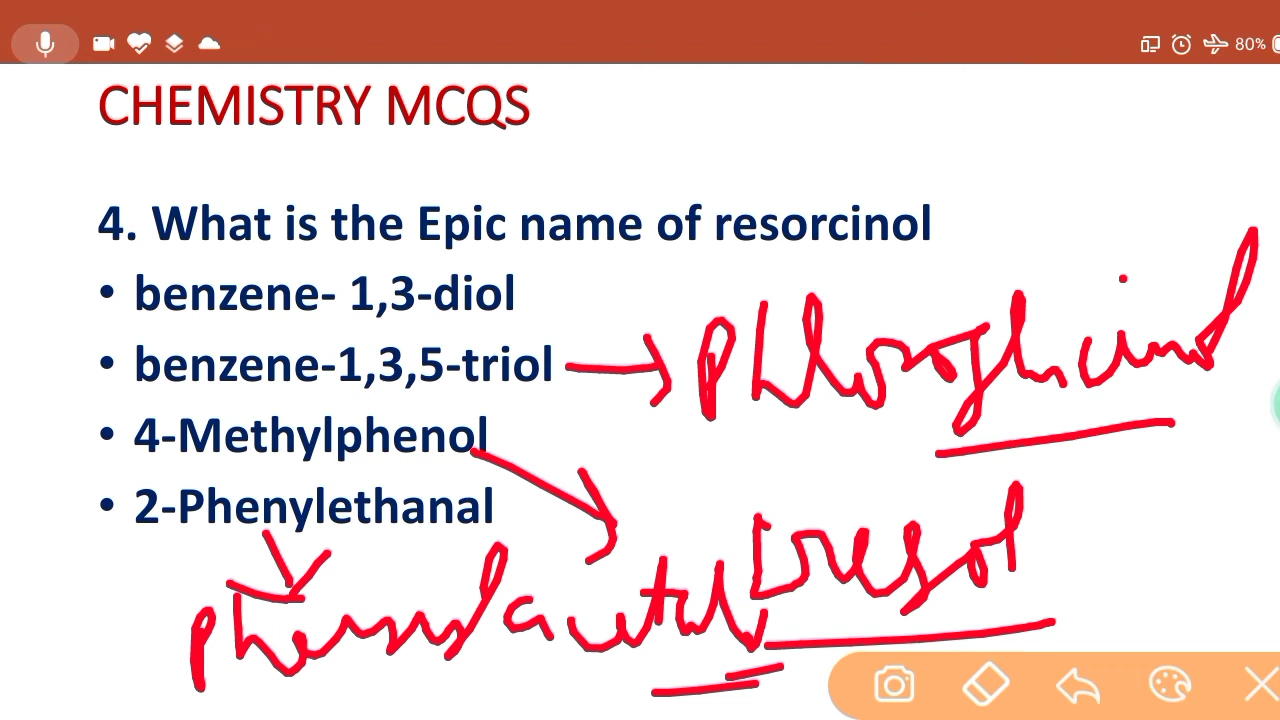 80%
CHEMISTRY MCQS
4. What is the Epic name of resorcinol
• benzene- 1,3-diol
• benzene-1,3,5-triol
• 4-Methylphenol
• 2-Phenylethanal
Cresol